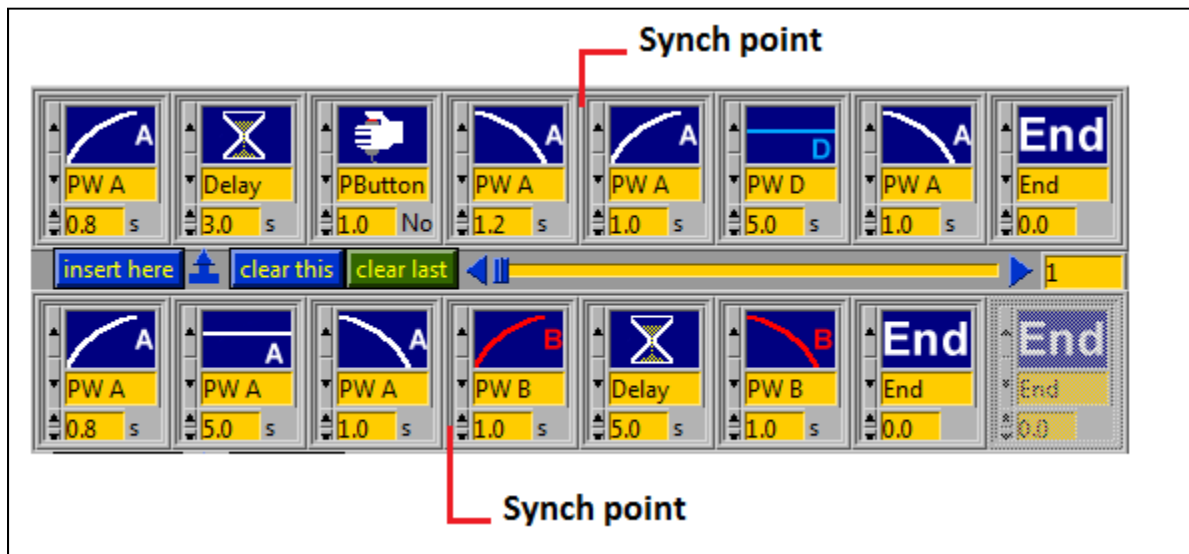 Synch point
A A A A D A End
PW A Delay PButton PW A PW A PW D PW A End
0.8 s 3.0 s 1.0 No 1.2 s 1.0 s 5.0 s 1.0 s 0.0
insert here clear this clear last 1
A A A B B End End
PW A PW A PW A PW B Delay PW B End End
0.8 s 5.0 s 1.0 s 1.0 s 5.0 s 1.0 s 0.0 0.0
Synch point